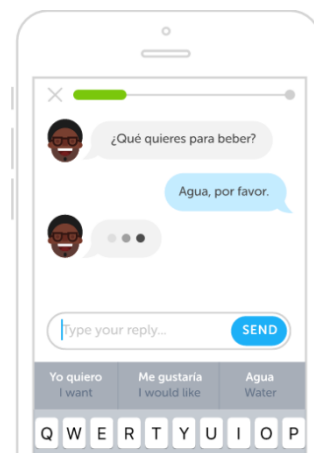 ¿Qué quieres para beber?
Agua, por favor.
Type your reply...
SEND
Yo quiero Me gustaría Agua
I want I would like Water
Q W E R T Y U I O P